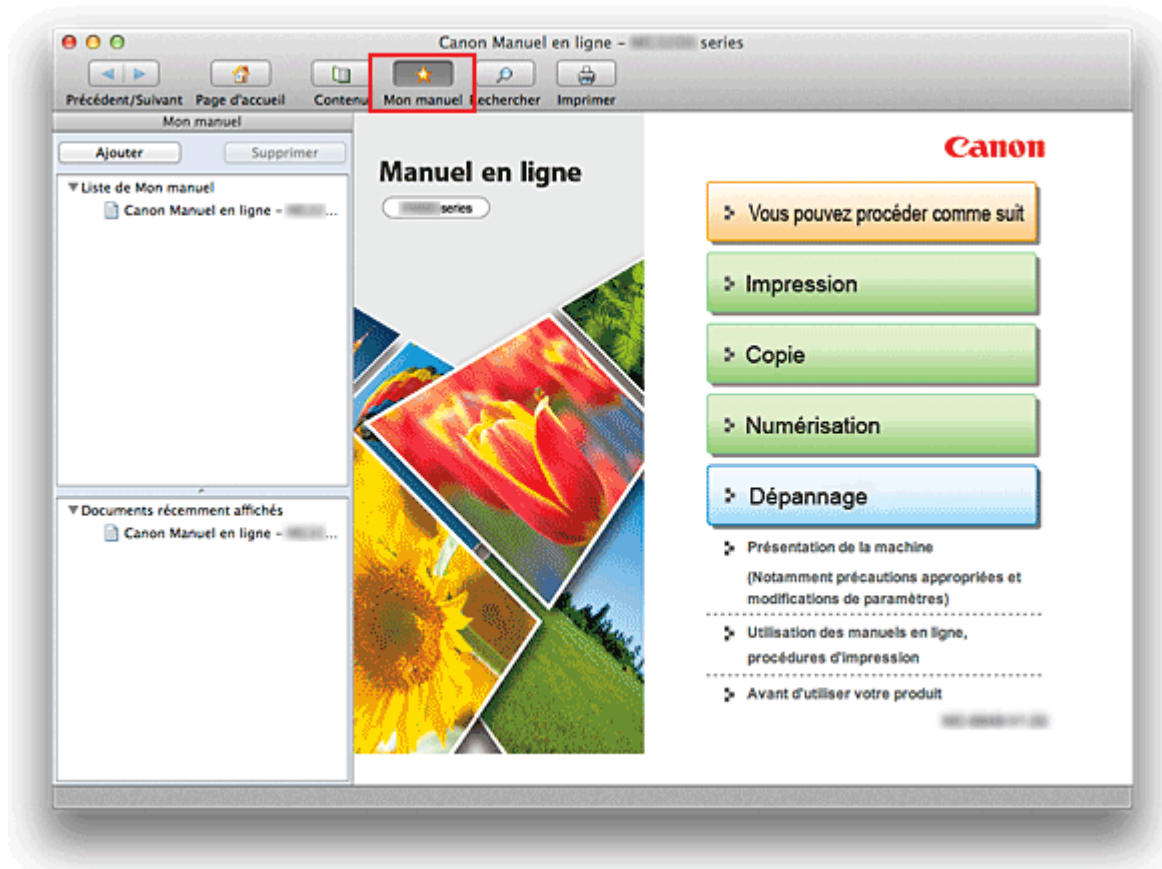 Canon Manuel en ligne – series
Précédent/Suivant Page d'accueil Contenu Mon manuel Rechercher Imprimer
Mon manuel
Ajouter Supprimer
Liste de Mon manuel
Canon Manuel en ligne – ...
Documents récemment affichés
Canon Manuel en ligne – ...
Manuel en ligne
series
Canon
Vous pouvez procéder comme suit
Impression
Copie
Numérisation
Dépannage
Présentation de la machine
(Notamment précautions appropriées et
modifications de paramètres)
Utilisation des manuels en ligne,
procédures d'impression
Avant d'utiliser votre produit